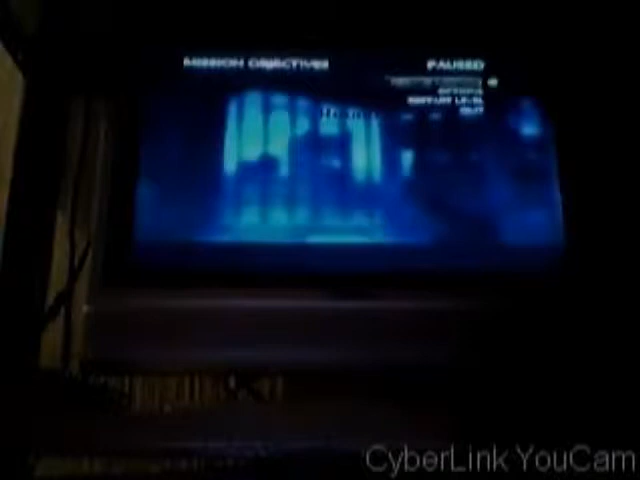 MISSION OBJECTIVES
PAUSED
OPTIONS
RESTART LEVEL
QUIT
CyberLink YouCam